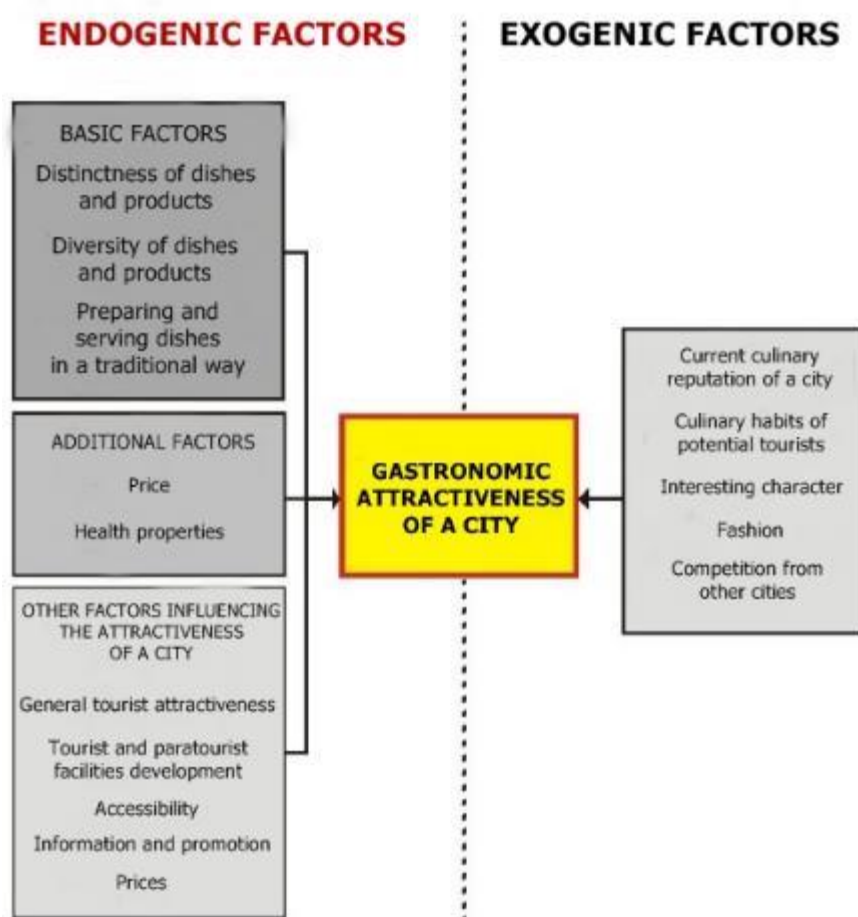 ENDOGENIC FACTORS
EXOGENIC FACTORS
BASIC FACTORS
Distinctness of dishes
and products
Diversity of dishes
and products
Preparing and
serving dishes
in a traditional way
ADDITIONAL FACTORS
Price
Health properties
OTHER FACTORS INFLUENCING
THE ATTRACTIVENESS
OF A CITY
General tourist attractiveness
Tourist and paratourist
facilities development
Accessibility
Information and promotion
Prices
GASTRONOMIC
ATTRACTIVENESS
OF A CITY
Current culinary
reputation of a city
Culinary habits of
potential tourists
Interesting character
Fashion
Competition from
other cities